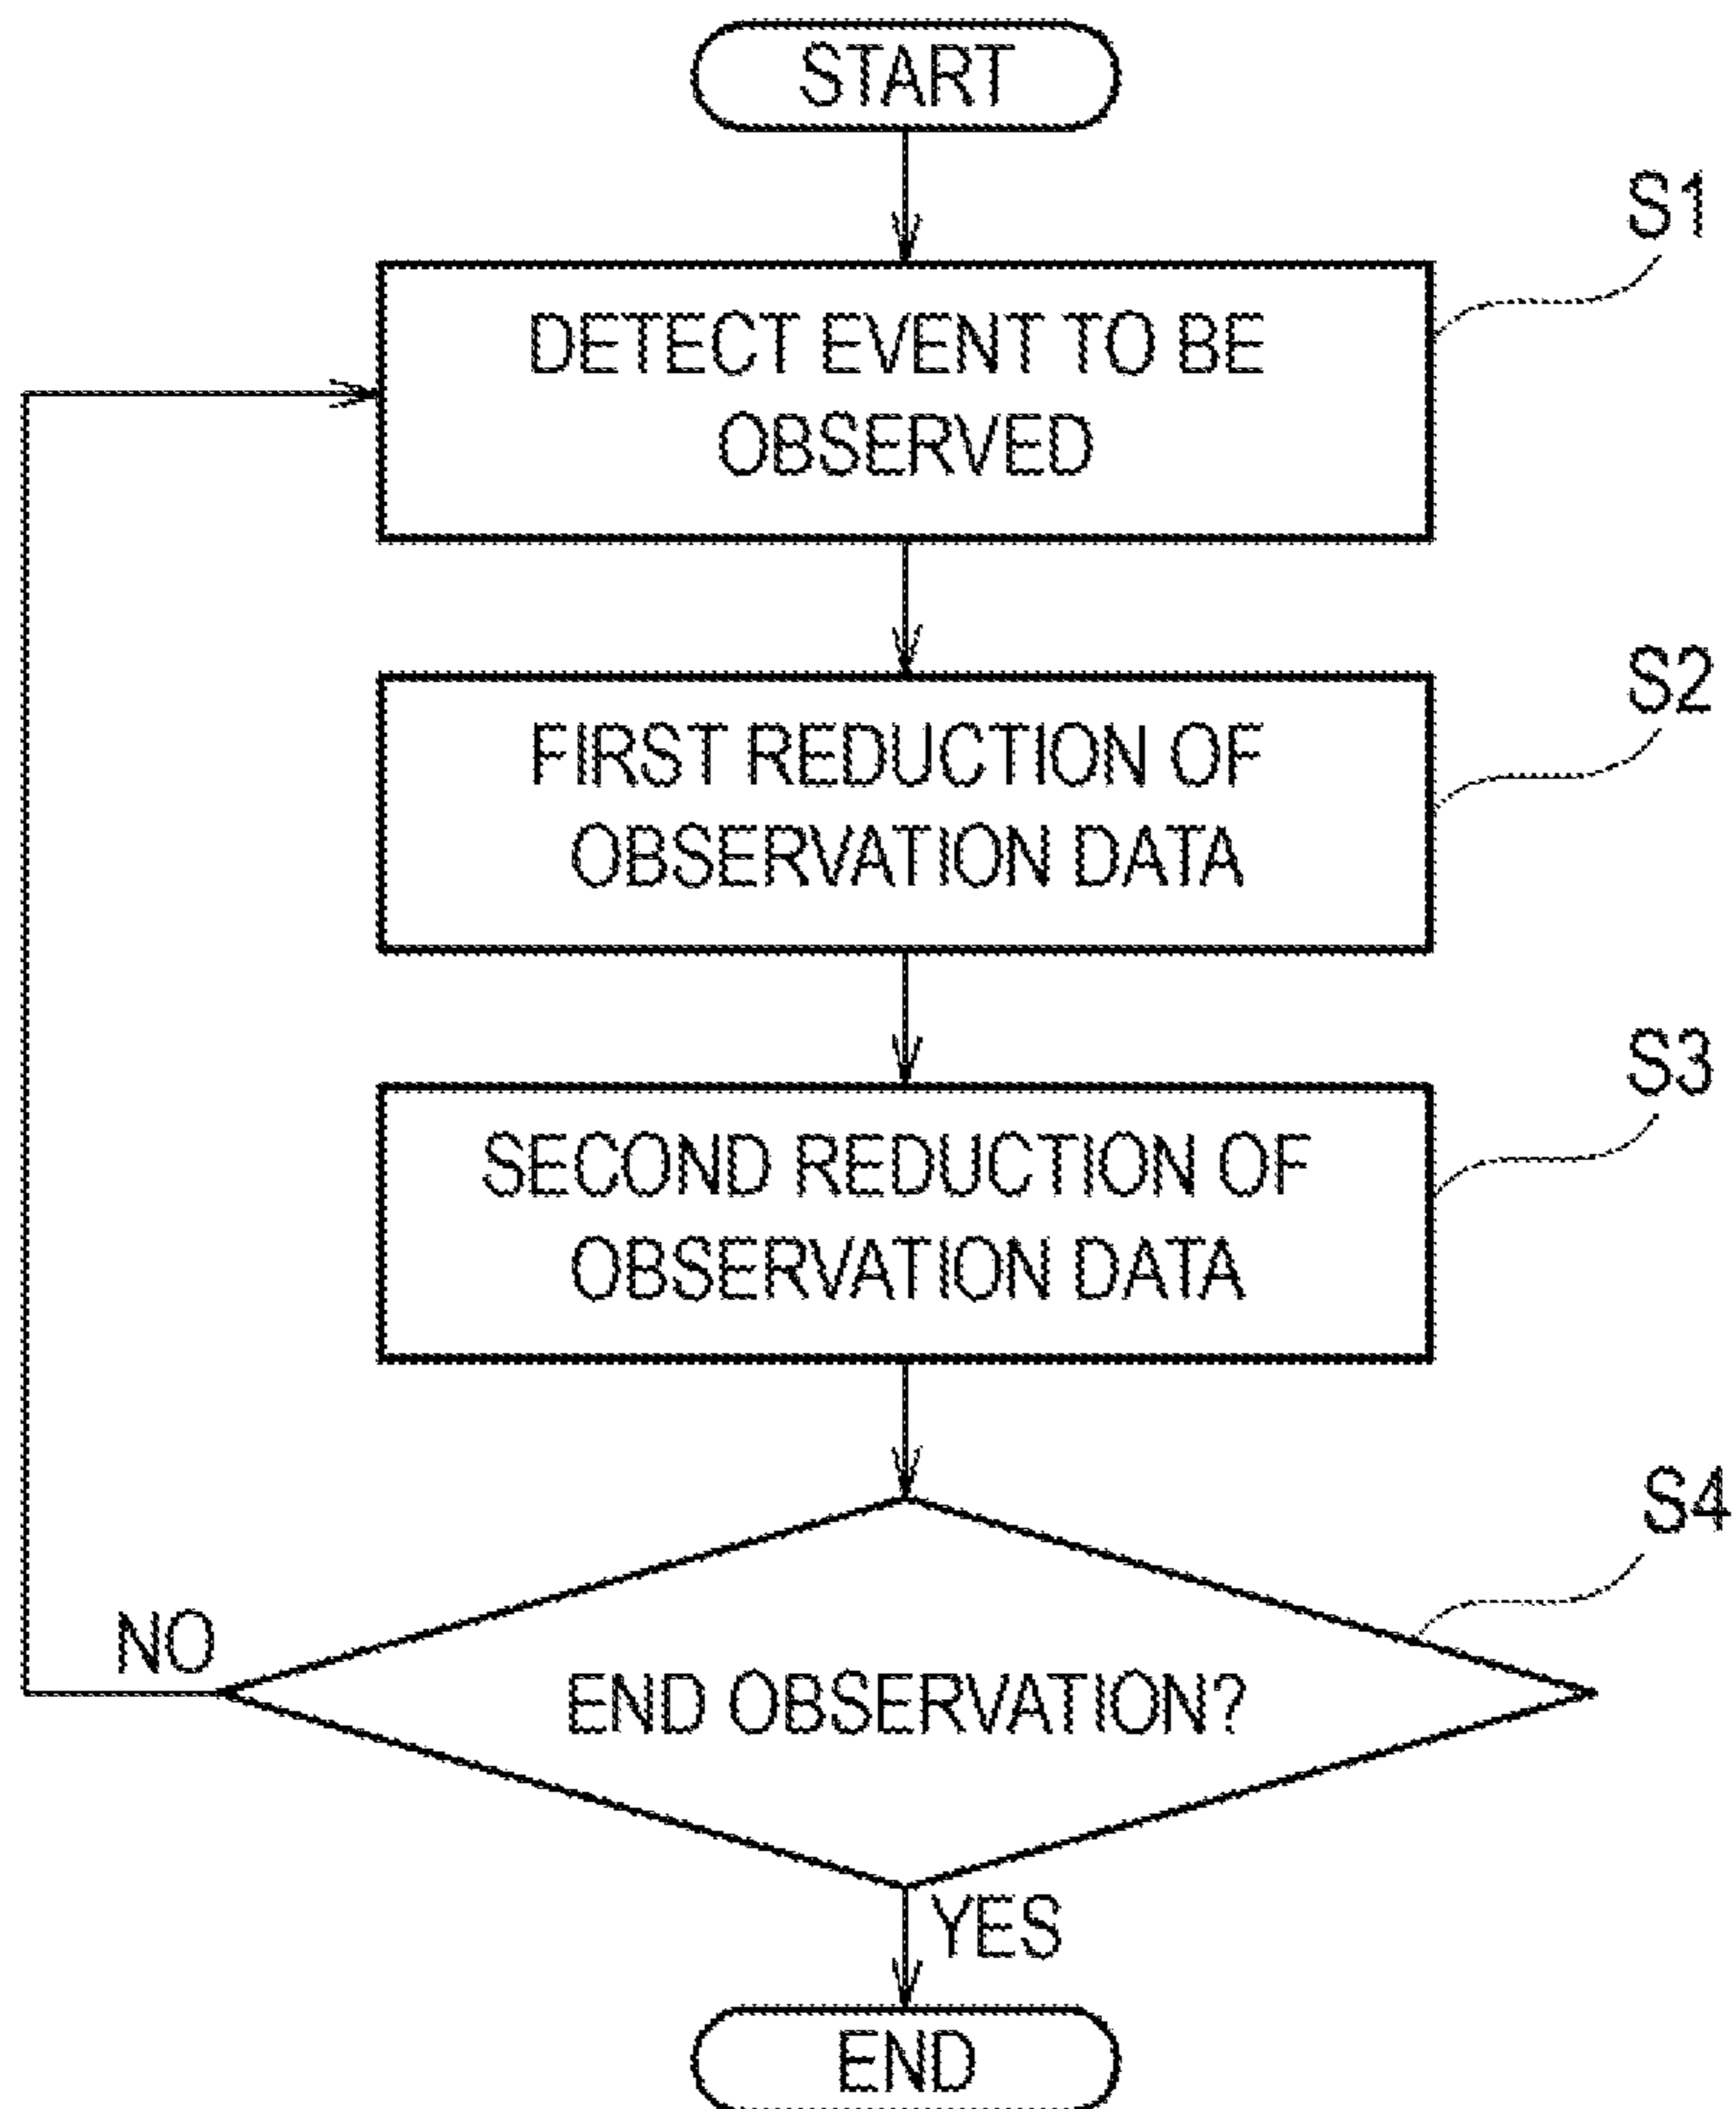 START
S1
DETECT EVENT TO BE
OBSERVED
S2
FIRST REDUCTION OF
OBSERVATION DATA
S3
SECOND REDUCTION OF
OBSERVATION DATA
S4
NO
END OBSERVATION?
YES
END